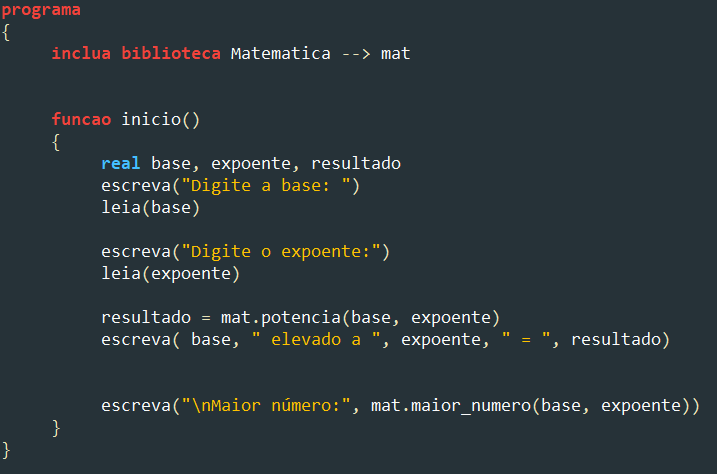 programa
{
inclua biblioteca Matematica --> mat
funcao inicio()
{
real base, expoente, resultado
escreva("Digite a base: ")
leia(base)
escreva("Digite o expoente:")
leia(expoente)
resultado = mat.potencia(base, expoente)
escreva( base, " elevado a ", expoente, " = ", resultado)
escreva("\nMaior número:", mat.maior_numero(base, expoente))
}
}